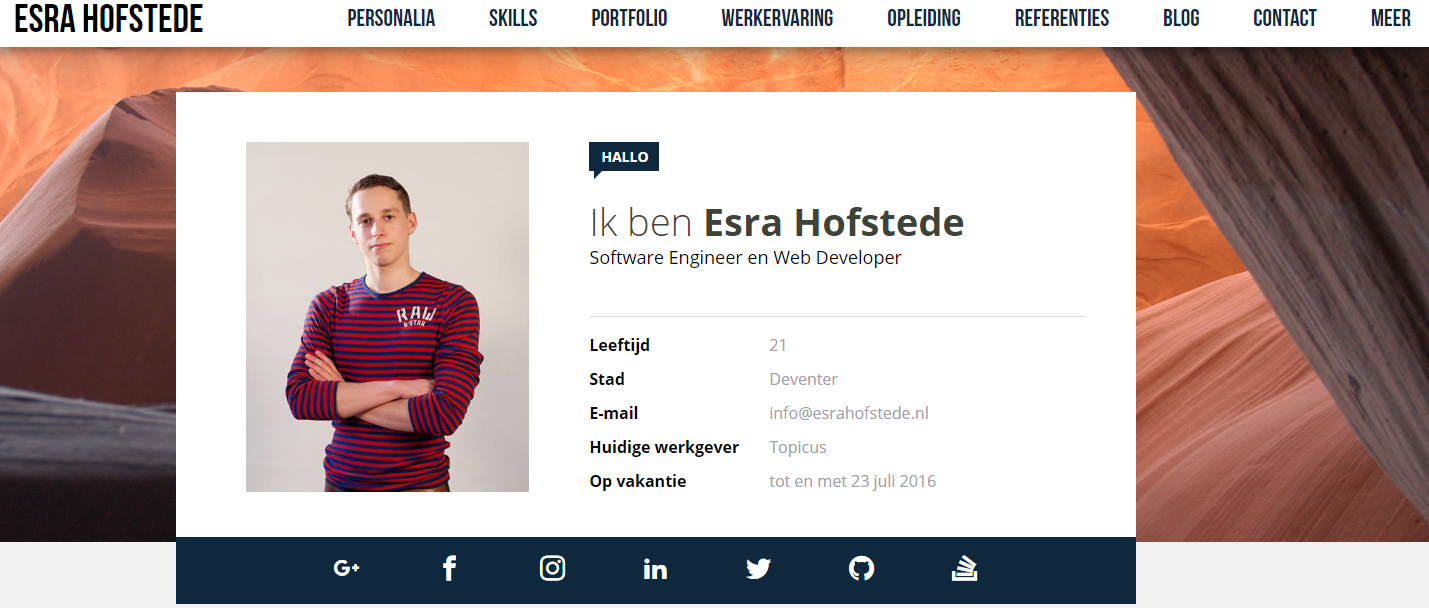 ESRA HOFSTEDE PERSONALIA SKILLS PORTFOLIO WERKERVARING OPLEIDING REFERENTIES BLOG CONTACT MEER
HALLO
Ik ben Esra Hofstede
Software Engineer en Web Developer
RAW
G-STAR
Leeftijd 21
Stad Deventer
E-mail info@esrahofstede.nl
Huidige werkgever Topicus
Op vakantie tot en met 23 juli 2016